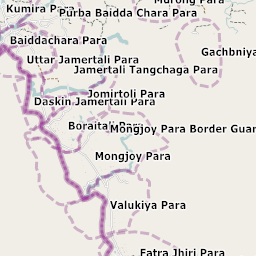 Murong Para
Kumira Para
Purba Baidda Chara Para
Baiddachara Para
Gachbniya
Uttar Jamertali Para
Jamertali Tangchaga Para
Jomirtoli Para
Daskin Jamertali Para
Mongjoy Para Border Guar
Mongjoy Para
Valukiya Para
Fatra Jhiri Para